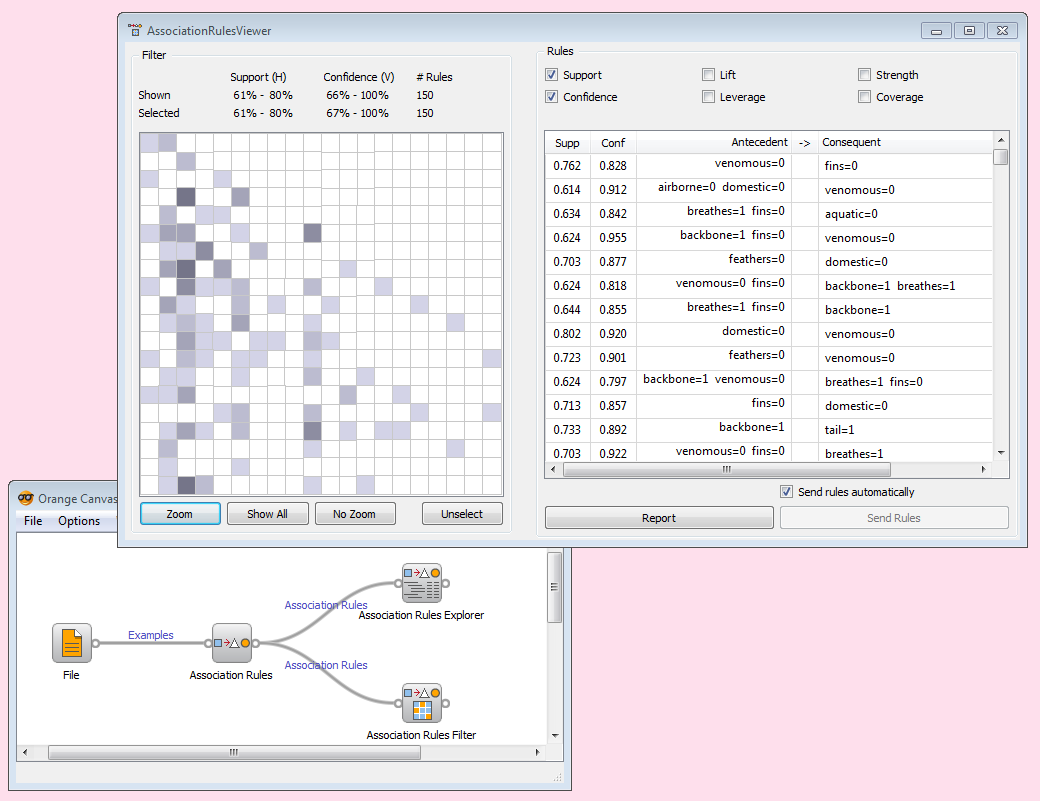 AssociationRulesViewer
Filter
Support (H) Confidence (V) # Rules
Shown 61% - 80% 66% - 100% 150
Selected 61% - 80% 67% - 100% 150
Zoom Show All No Zoom Unselect
Rules
Support Lift Strength
Confidence Leverage Coverage
Supp Conf Antecedent -> Consequent
0.762 0.828 venomous=0 fins=0
0.614 0.912 airborne=0 domestic=0 venomous=0
0.634 0.842 breathes=1 fins=0 aquatic=0
0.624 0.955 backbone=1 fins=0 venomous=0
0.703 0.877 feathers=0 domestic=0
0.624 0.818 venomous=0 fins=0 backbone=1 breathes=1
0.644 0.855 breathes=1 fins=0 backbone=1
0.802 0.920 domestic=0 venomous=0
0.723 0.901 feathers=0 venomous=0
0.624 0.797 backbone=1 venomous=0 breathes=1 fins=0
0.713 0.857 fins=0 domestic=0
0.733 0.892 backbone=1 tail=1
0.703 0.922 venomous=0 fins=0 breathes=1
Send rules automatically
Report Send Rules
Orange Canvas
File Options
Examples
Association Rules
Association Rules
File
Association Rules
Association Rules Explorer
Association Rules Filter